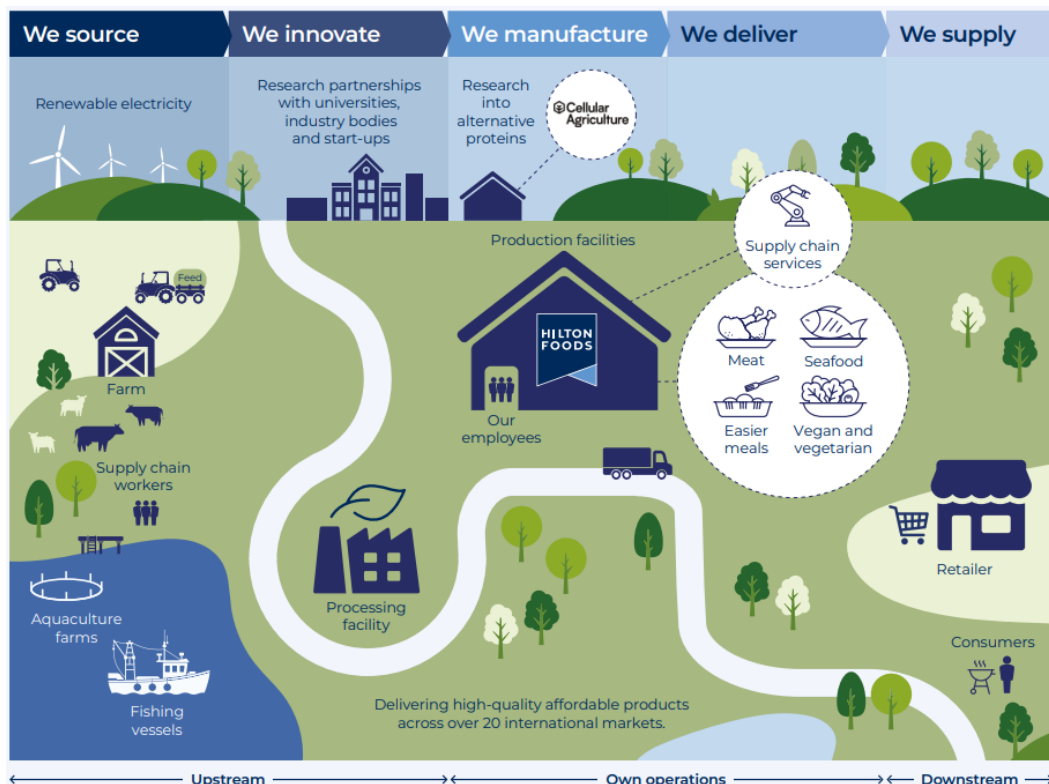 We source
We innovate
We manufacture
We deliver
We supply
Renewable electricity
Research partnerships
with universities,
industry bodies
and start-ups
Research
into
alternative
proteins
Cellular
Agriculture
Supply chain
services
Production facilities
Feed
Farm
HILTON
FOODS
Our
employees
Meat
Seafood
Easier
meals
Vegan and
vegetarian
Supply chain
workers
Aquaculture
farms
Fishing
vessels
Processing
facility
Retailer
Consumers
Delivering high-quality affordable products
across over 20 international markets.
Upstream
Own operations
Downstream